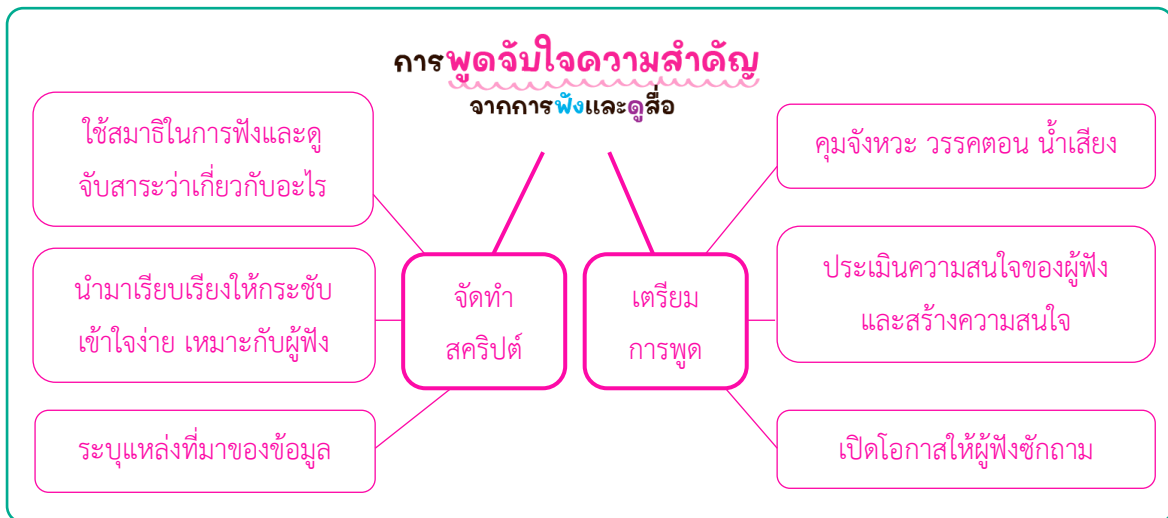 การพูดจับใจความสำคัญ
จากการฟังและดูสื่อ
ใช้สมาธิในการฟังและดู
จับสาระว่าเกี่ยวกับอะไร
นำมาเรียบเรียงให้กระชับ
เข้าใจง่าย เหมาะกับผู้ฟัง
ระบุแหล่งที่มาของข้อมูล
จัดทำ
สคริปต์
เตรียม
การพูด
คุมจังหวะ วรรคตอน น้ำเสียง
ประเมินความสนใจของผู้ฟัง
และสร้างความสนใจ
เปิดโอกาสให้ผู้ฟังซักถาม